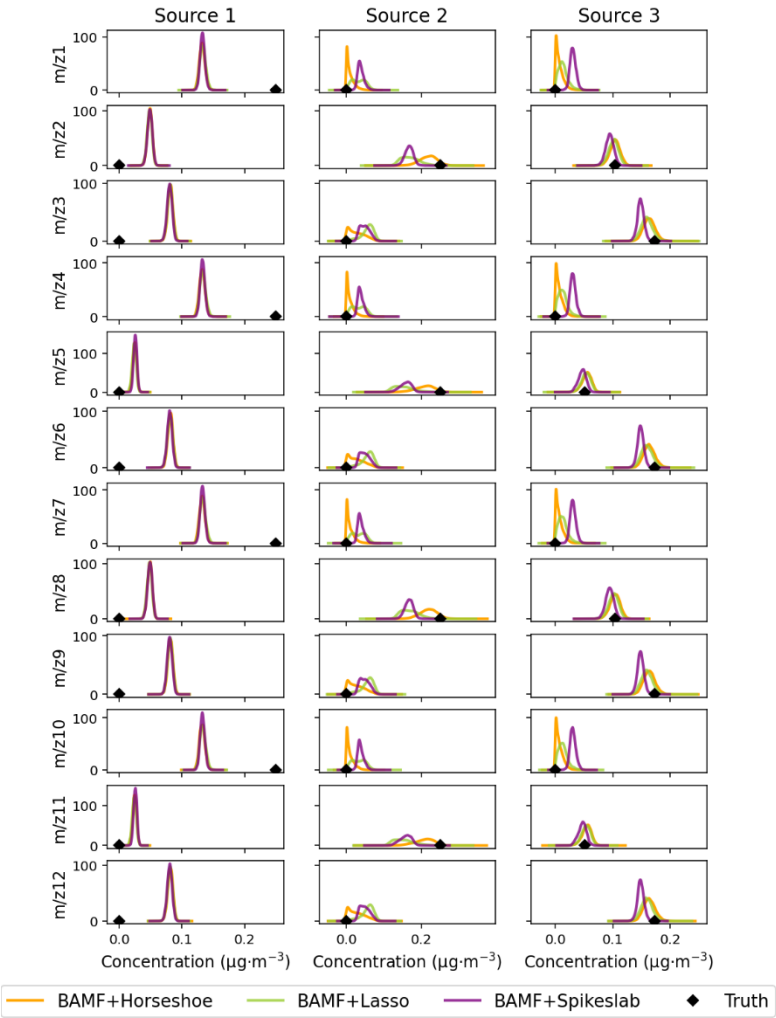 Source 1 Source 2 Source 3
m/z1 100 0
m/z2 100 0
m/z3 100 0
m/z4 100 0
m/z5 100 0
m/z6 100 0
m/z7 100 0
m/z8 100 0
m/z9 100 0
m/z10 100 0
m/z11 100 0
m/z12 100 0
0.0 0.1 0.2 0.0 0.2 0.0 0.1 0.2
Concentration (μg·m⁻³) Concentration (μg·m⁻³) Concentration (μg·m⁻³)
BAMF+Horseshoe BAMF+Lasso BAMF+Spikeslab Truth